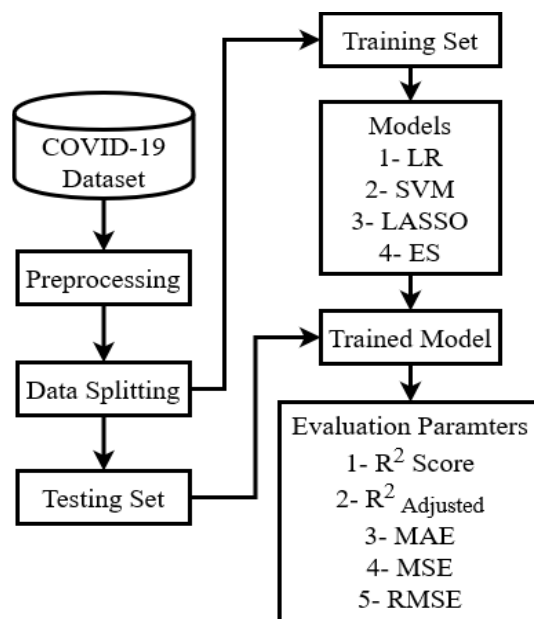 COVID-19
Dataset
Preprocessing
Data Splitting
Testing Set
Training Set
Models
1- LR
2- SVM
3- LASSO
4- ES
Trained Model
Evaluation Paramters
1- R² Score
2- R² Adjusted
3- MAE
4- MSE
5- RMSE